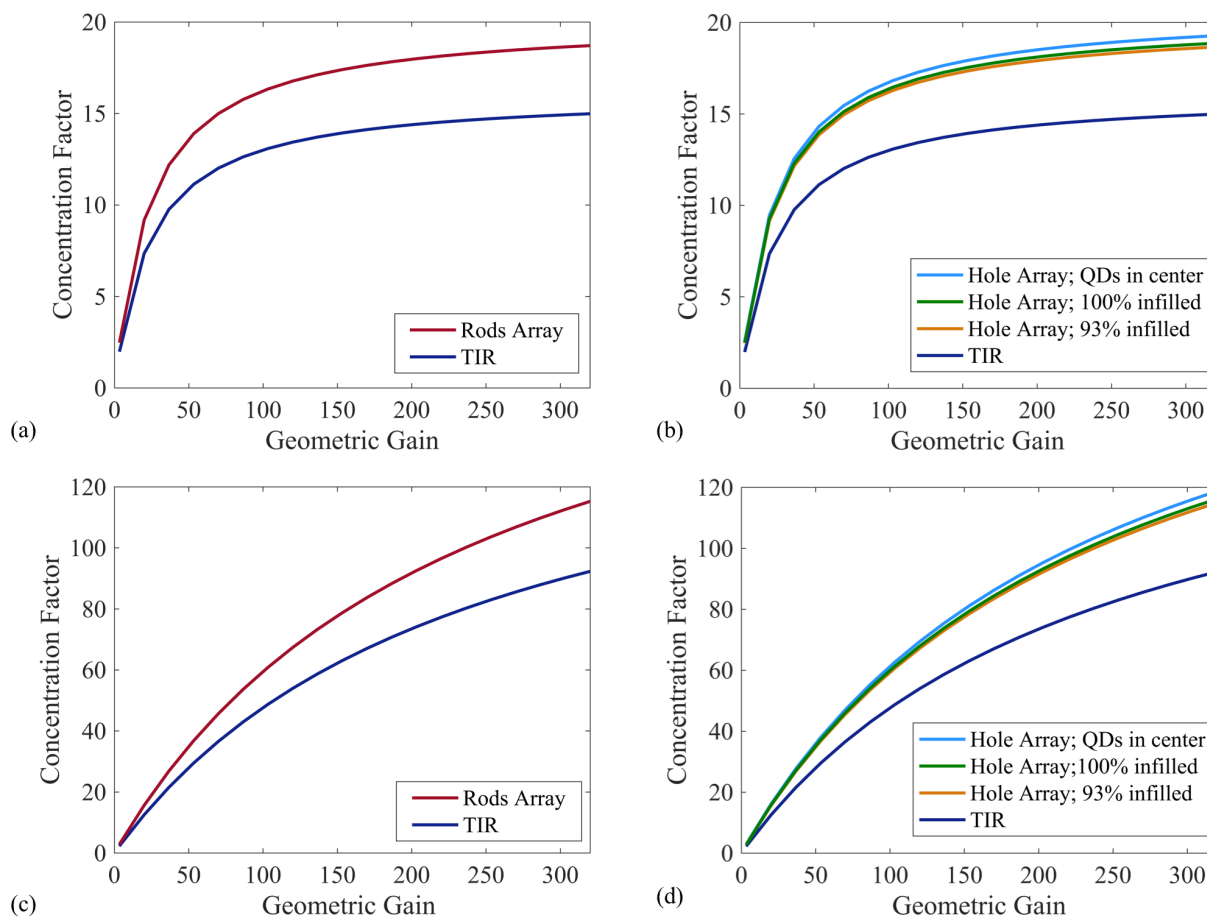 20
15
10
5
0
Concentration Factor
Rods Array
TIR
0 50 100 150 200 250 300
(a)
Geometric Gain
20
15
10
5
0
Concentration Factor
Hole Array; QDs in center
Hole Array; 100% infilled
Hole Array; 93% infilled
TIR
0 50 100 150 200 250 300
(b)
Geometric Gain
120
100
80
60
40
20
0
Concentration Factor
Rods Array
TIR
0 50 100 150 200 250 300
(c)
Geometric Gain
120
100
80
60
40
20
0
Concentration Factor
Hole Array; QDs in center
Hole Array;100% infilled
Hole Array; 93% infilled
TIR
0 50 100 150 200 250 300
(d)
Geometric Gain